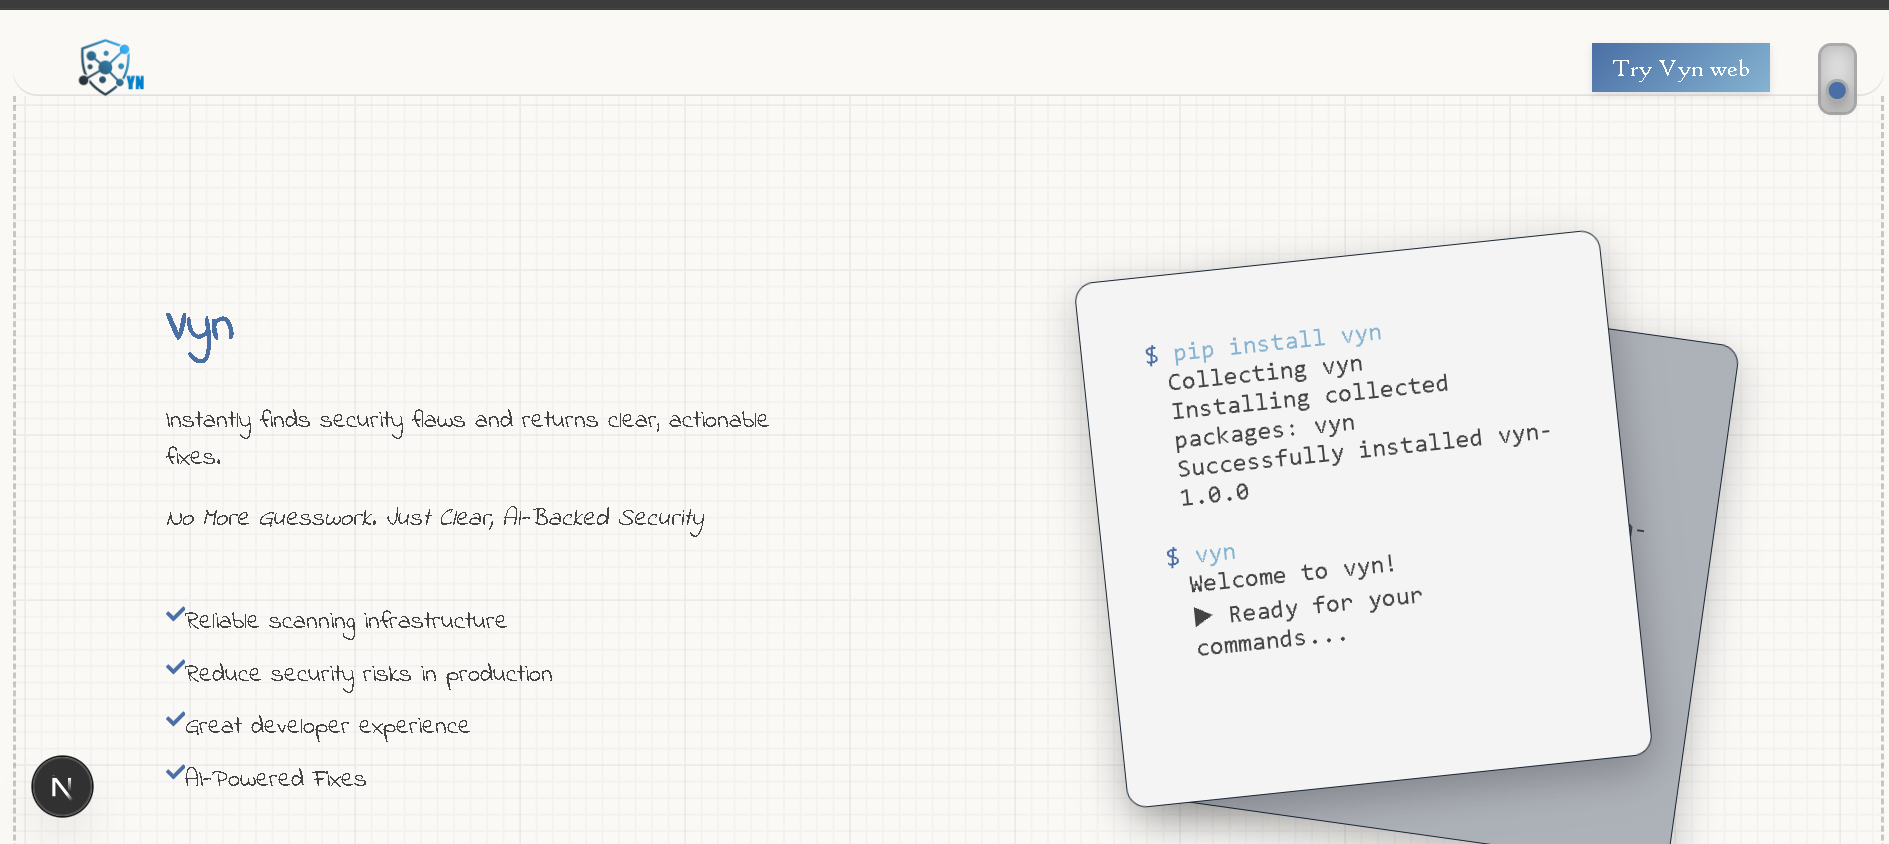 YN
Try Vyn web
Vyn
Instantly finds security flaws and returns clear, actionable
fixes.
No More Guesswork. Just Clear, AI-Backed Security
Reliable scanning infrastructure
Reduce security risks in production
Great developer experience
AI-Powered Fixes
$ pip install vyn
Collecting vyn
Installing collected
packages: vyn
Successfully installed vyn-
1.0.0
$ vyn
Welcome to vyn!
▶ Ready for your
commands...
N